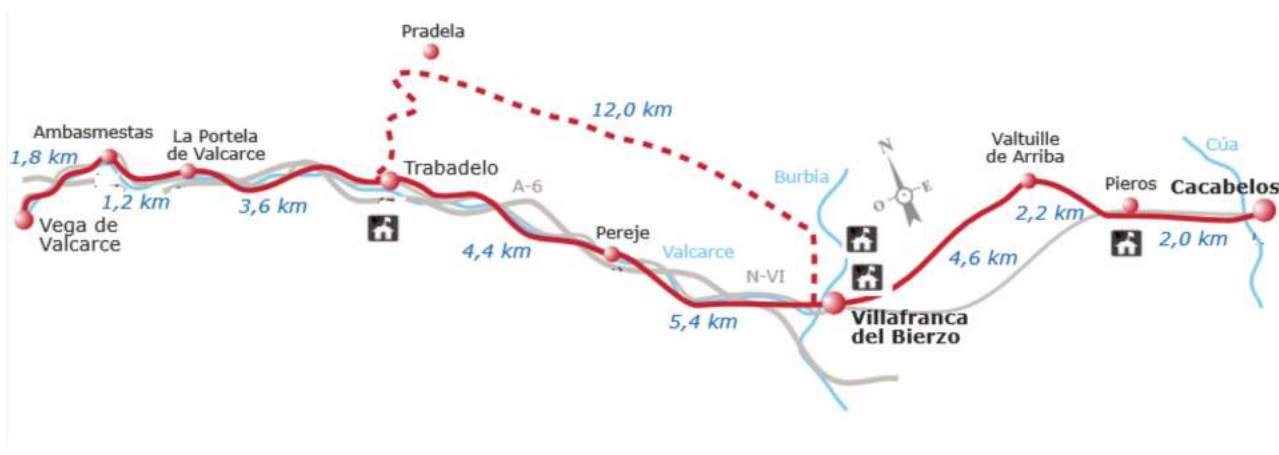 Pradela
12,0 km
Ambasmestas
1,8 km
La Portela
de Valcarce
Trabadelo
A-6
1,2 km
3,6 km
Vega de
Valcarce
4,4 km
Pereje
Valcarce
N-VI
5,4 km
Burbia
N
E
O
Villafranca
del Bierzo
4,6 km
Valtuille
de Arriba
2,2 km
Pieros
Cúa
Cacabelos
2,0 km